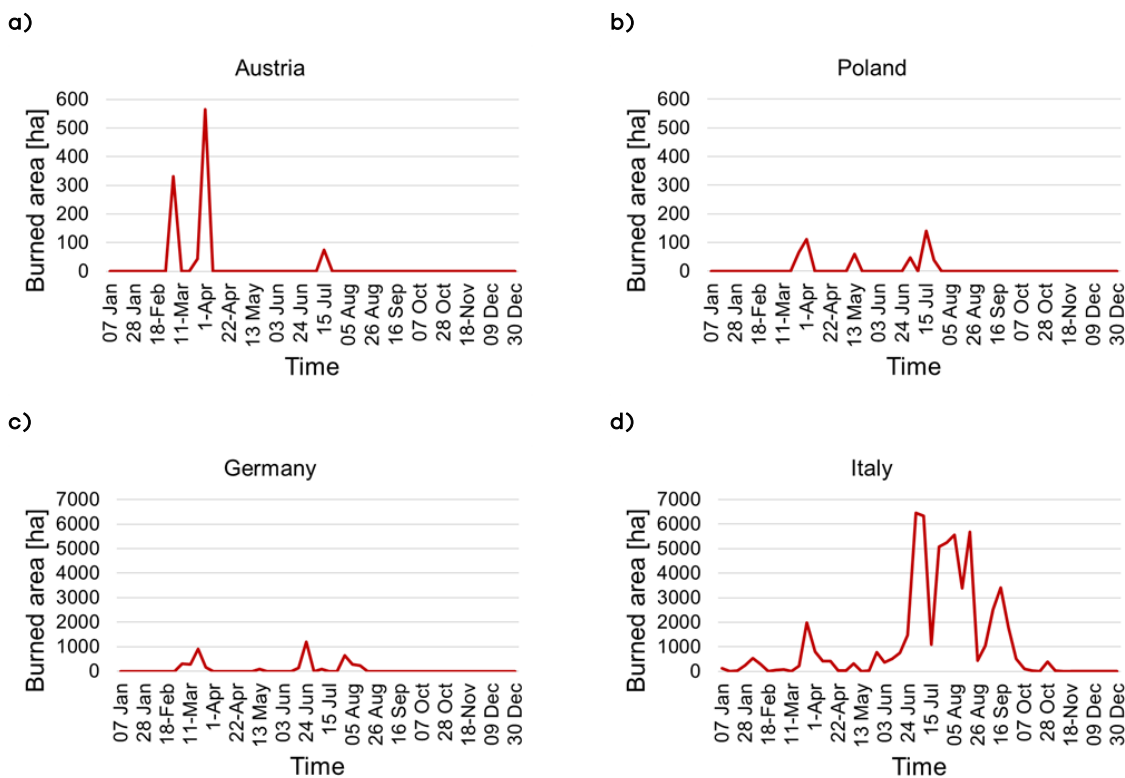 a)
Austria
Burned area [ha]
600
500
400
300
200
100
0
07 Jan
28 Jan
18-Feb
11-Mar
1-Apr
22-Apr
13 May
03 Jun
24 Jun
15 Jul
05 Aug
26 Aug
16 Sep
07 Oct
28 Oct
18-Nov
09 Dec
30 Dec
Time
b)
Poland
Burned area [ha]
600
500
400
300
200
100
0
07 Jan
28 Jan
18-Feb
11-Mar
1-Apr
22-Apr
13 May
03 Jun
24 Jun
15 Jul
05 Aug
26 Aug
16 Sep
07 Oct
28 Oct
18-Nov
09 Dec
30 Dec
Time
c)
Germany
Burned area [ha]
7000
6000
5000
4000
3000
2000
1000
0
07 Jan
28 Jan
18-Feb
11-Mar
1-Apr
22-Apr
13 May
03 Jun
24 Jun
15 Jul
05 Aug
26 Aug
16 Sep
07 Oct
28 Oct
18-Nov
09 Dec
30 Dec
Time
d)
Italy
Burned area [ha]
7000
6000
5000
4000
3000
2000
1000
0
07 Jan
28 Jan
18-Feb
11-Mar
1-Apr
22-Apr
13 May
03 Jun
24 Jun
15 Jul
05 Aug
26 Aug
16 Sep
07 Oct
28 Oct
18-Nov
09 Dec
30 Dec
Time